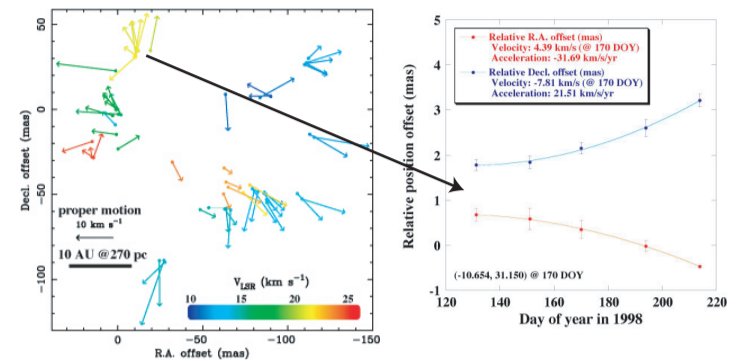 50
0
−50
−100
Decl. offset (mas)
proper motion
10 km s⁻¹
10 AU @270 pc
V_LSR (km s⁻¹)
10 15 20 25
0 −50 −100 −150
R.A. offset (mas)
5
4
3
2
1
0
-1
Relative position offset (mas)
Relative R.A. offset (mas)
Velocity: 4.39 km/s (@ 170 DOY)
Acceleration: -31.69 km/s/yr)
Relative Decl. offset (mas)
Velocity: -7.81 km/s (@ 170 DOY)
Acceleration: 21.51 km/s/yr)
(-10.654, 31.150) @ 170 DOY
120 140 160 180 200 220
Day of year in 1998